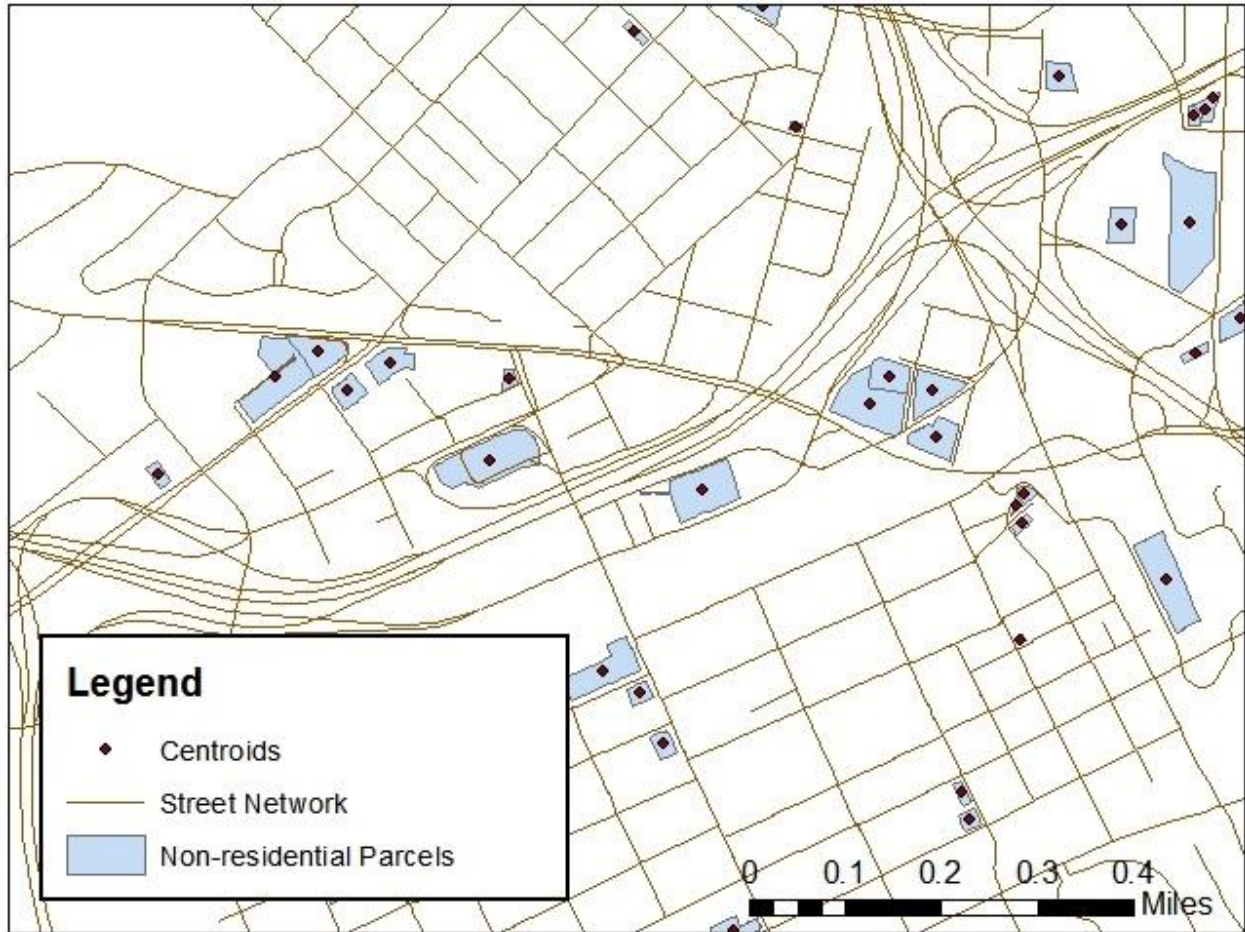 Legend
Centroids
Street Network
Non-residential Parcels
0 0.1 0.2 0.3 0.4
Miles